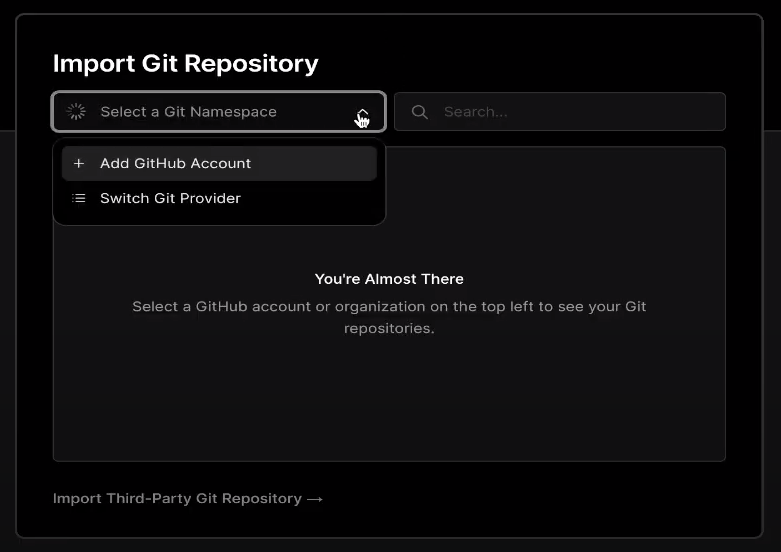 Import Git Repository
Select a Git Namespace
Search...
Add GitHub Account
Switch Git Provider
You're Almost There
Select a GitHub account or organization on the top left to see your Git
repositories.
Import Third-Party Git Repository →